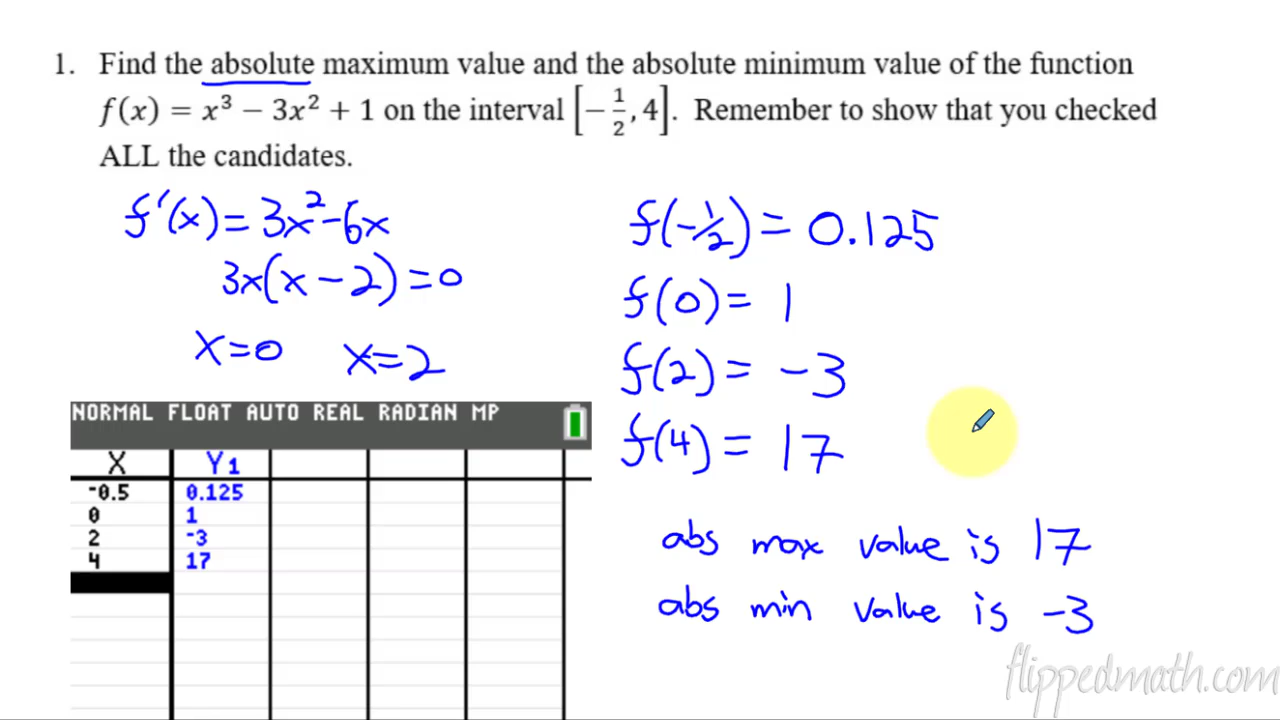 1. Find the absolute maximum value and the absolute minimum value of the function
f(x) = x³ − 3x² + 1 on the interval [−1/2, 4]. Remember to show that you checked
ALL the candidates.
f'(x) = 3x² − 6x
3x(x − 2) = 0
x = 0 x = 2
f(−1/2) = 0.125
f(0) = 1
f(2) = −3
f(4) = 17
abs max value is 17
abs min value is −3
NORMAL FLOAT AUTO REAL RADIAN MP
X Y1
-0.5 0.125
0 1
2 -3
4 17
flippedmath.com